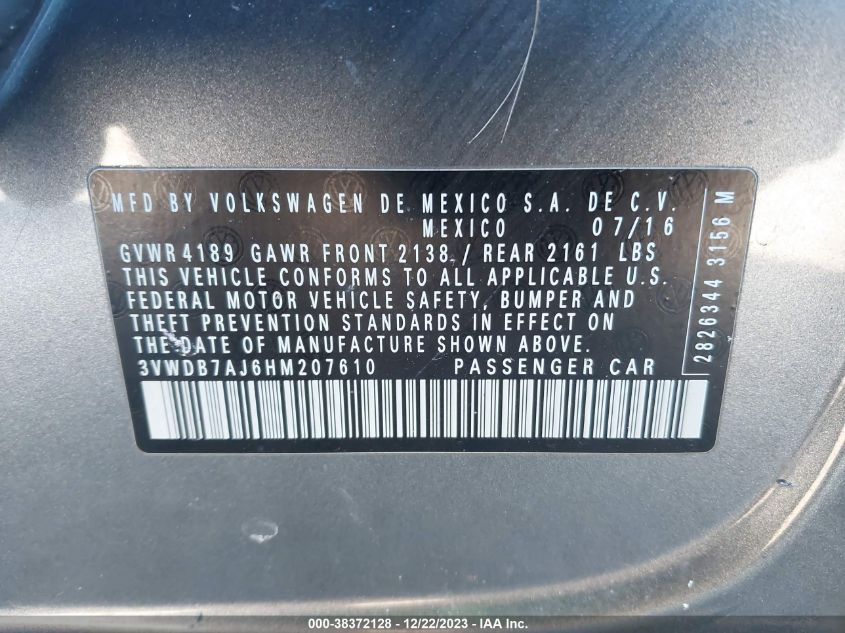 MFD BY VOLKSWAGEN DE MEXICO S.A. DE C.V.
MEXICO 07/16
GVWR 4189 GAWR FRONT 2138 / REAR 2161 LBS
THIS VEHICLE CONFORMS TO ALL APPLICABLE U.S.
FEDERAL MOTOR VEHICLE SAFETY, BUMPER AND
THEFT PREVENTION STANDARDS IN EFFECT ON
THE DATE OF MANUFACTURE SHOWN ABOVE.
3VWDB7AJ6HM207610 PASSENGER CAR
2826344 3156 M
000-38372128 - 12/22/2023 - IAA Inc.